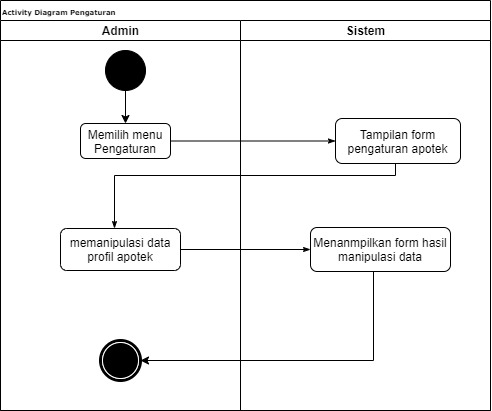 Activity Diagram Pengaturan
Admin
Sistem
Memilih menu
Pengaturan
Tampilan form
pengaturan apotek
memanipulasi data
profil apotek
Menanmpilkan form hasil
manipulasi data